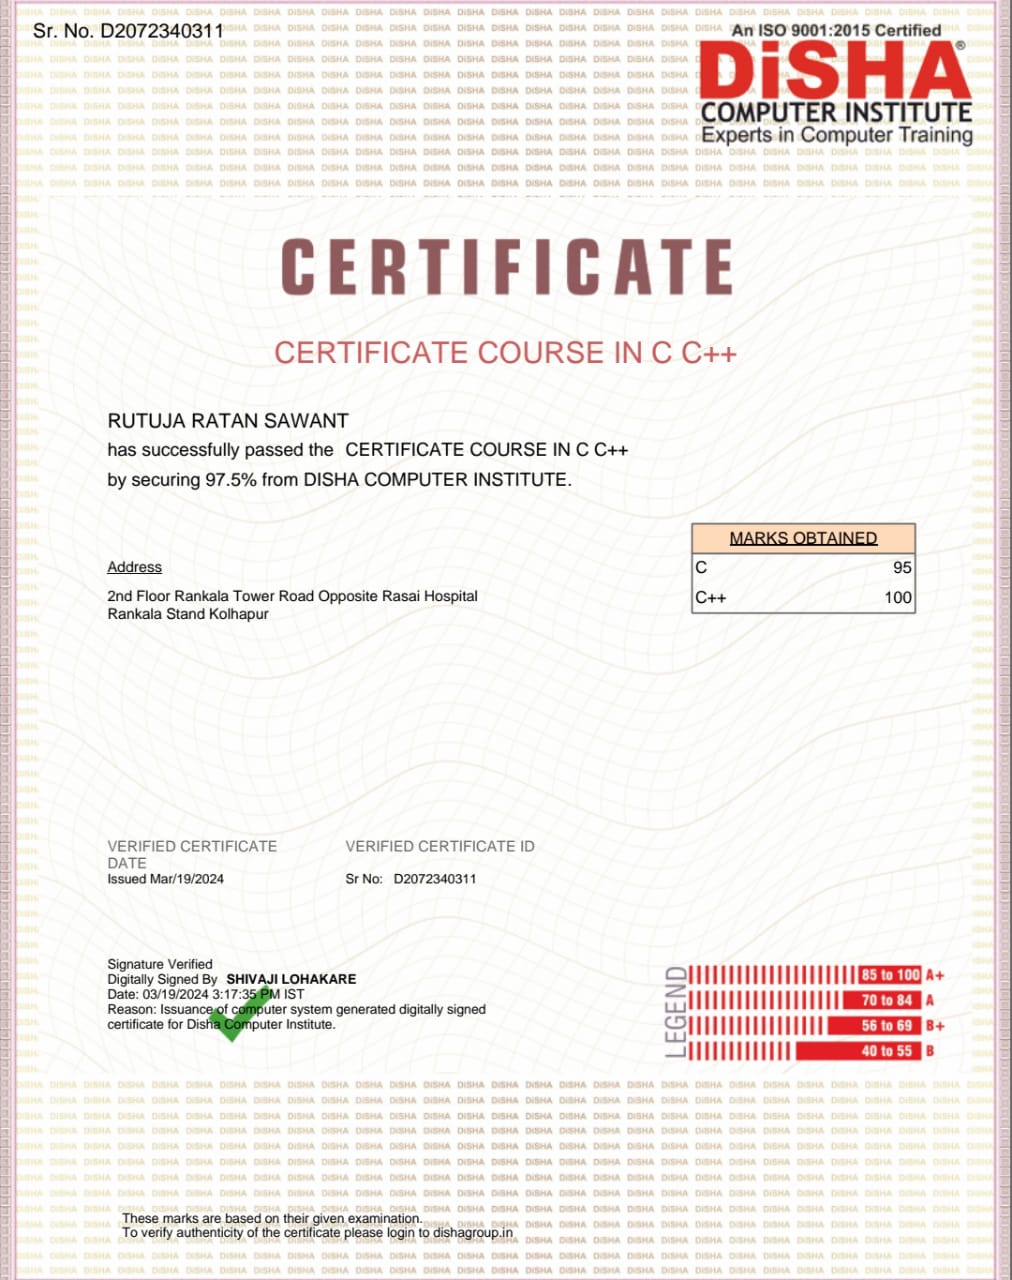 Sr. No. D2072340311
An ISO 9001:2015 Certified
DiSHA®
COMPUTER INSTITUTE
Experts in Computer Training
CERTIFICATE
CERTIFICATE COURSE IN C C++
RUTUJA RATAN SAWANT
has successfully passed the CERTIFICATE COURSE IN C C++
by securing 97.5% from DISHA COMPUTER INSTITUTE.
MARKS OBTAINED
C 95
C++ 100
Address
2nd Floor Rankala Tower Road Opposite Rasai Hospital
Rankala Stand Kolhapur
VERIFIED CERTIFICATE
DATE
Issued Mar/19/2024
VERIFIED CERTIFICATE ID
Sr No: D2072340311
Signature Verified
Digitally Signed By SHIVAJI LOHAKARE
Date: 03/19/2024 3:17:35 PM IST
Reason: Issuance of computer system generated digitally signed
certificate for Disha Computer Institute.
LEGEND
85 to 100 A+
70 to 84 A
56 to 69 B+
40 to 55 B
These marks are based on their given examination.
To verify authenticity of the certificate please login to dishagroup.in